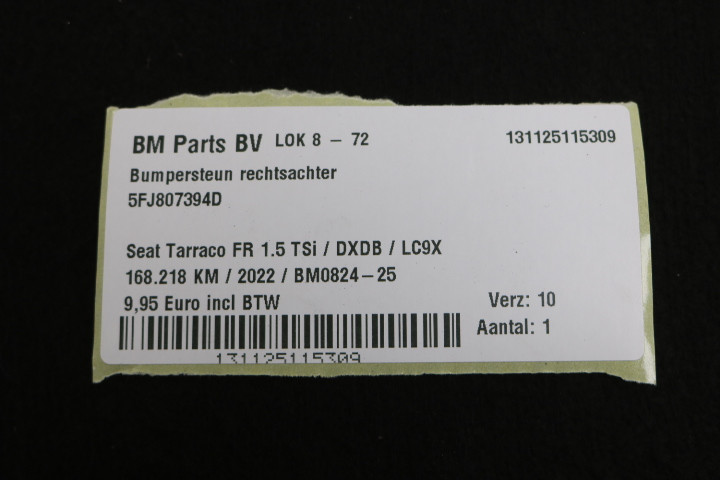 BM Parts BV LOK 8 - 72 131125115309
Bumpersteun rechtsachter
5FJ807394D
Seat Tarraco FR 1.5 TSi / DXDB / LC9X
168.218 KM / 2022 / BM0824-25
9,95 Euro incl BTW Verz: 10
Aantal: 1
131125115309